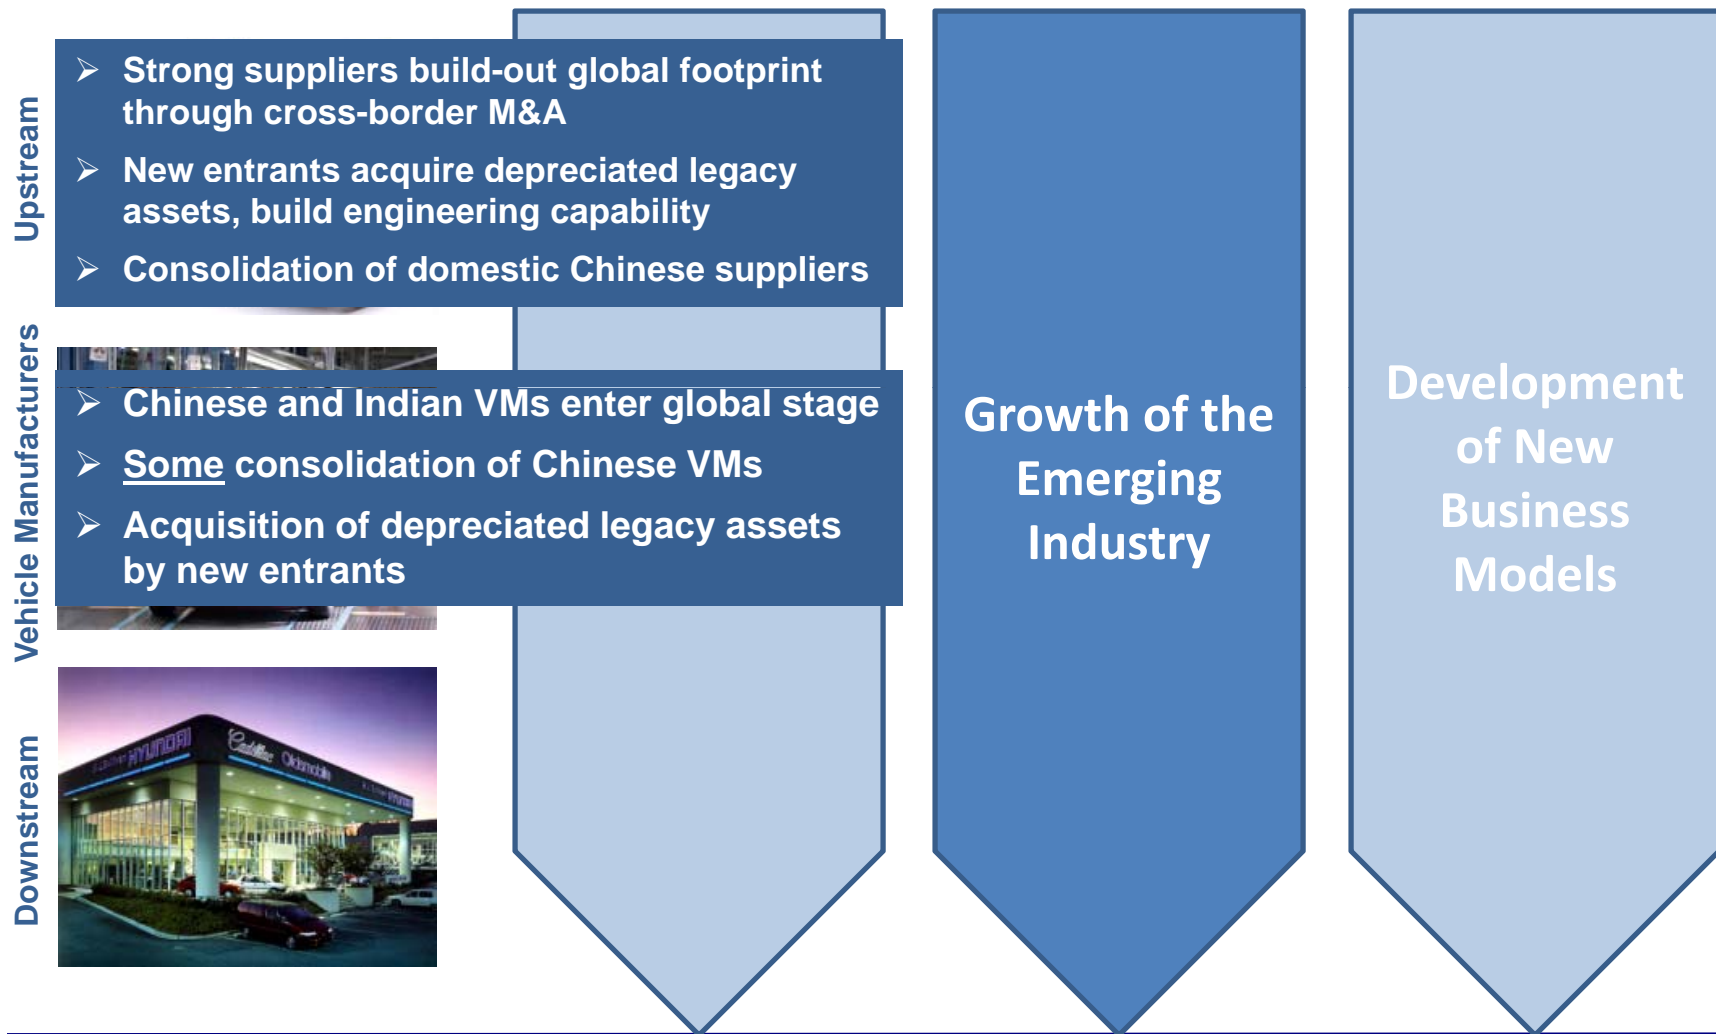 Upstream
➢ Strong suppliers build-out global footprint
through cross-border M&A
➢ New entrants acquire depreciated legacy
assets, build engineering capability
➢ Consolidation of domestic Chinese suppliers
Vehicle Manufacturers
➢ Chinese and Indian VMs enter global stage
➢ Some consolidation of Chinese VMs
➢ Acquisition of depreciated legacy assets
by new entrants
Growth of the
Emerging
Industry
Development
of New
Business
Models
Downstream
HYUNDAI
Cadillac Oldsmobile
HYUNDAI